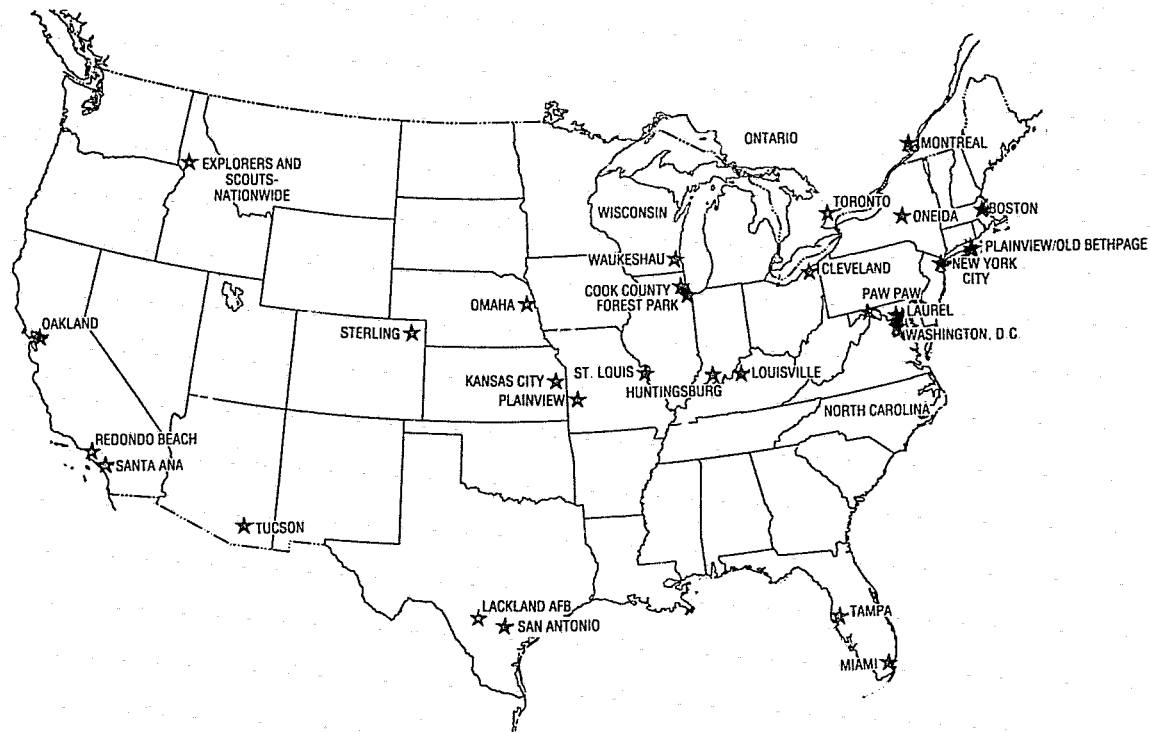 ONTARIO
MONTREAL
EXPLORERS AND
SCOUTS-
NATIONWIDE
TORONTO
WISCONSIN
ONEIDA
BOSTON
PLAINVIEW/OLD BETHPAGE
WAUKESHAU
CLEVELAND
NEW YORK
CITY
COOK COUNTY
FOREST PARK
PAW PAW
OMAHA
LAUREL
OAKLAND
STERLING
WASHINGTON, D.C.
ST. LOUIS
LOUISVILLE
KANSAS CITY
HUNTINGSBURG
PLAINVIEW
NORTH CAROLINA
REDONDO BEACH
SANTA ANA
TUCSON
LACKLAND AFB
TAMPA
SAN ANTONIO
MIAMI